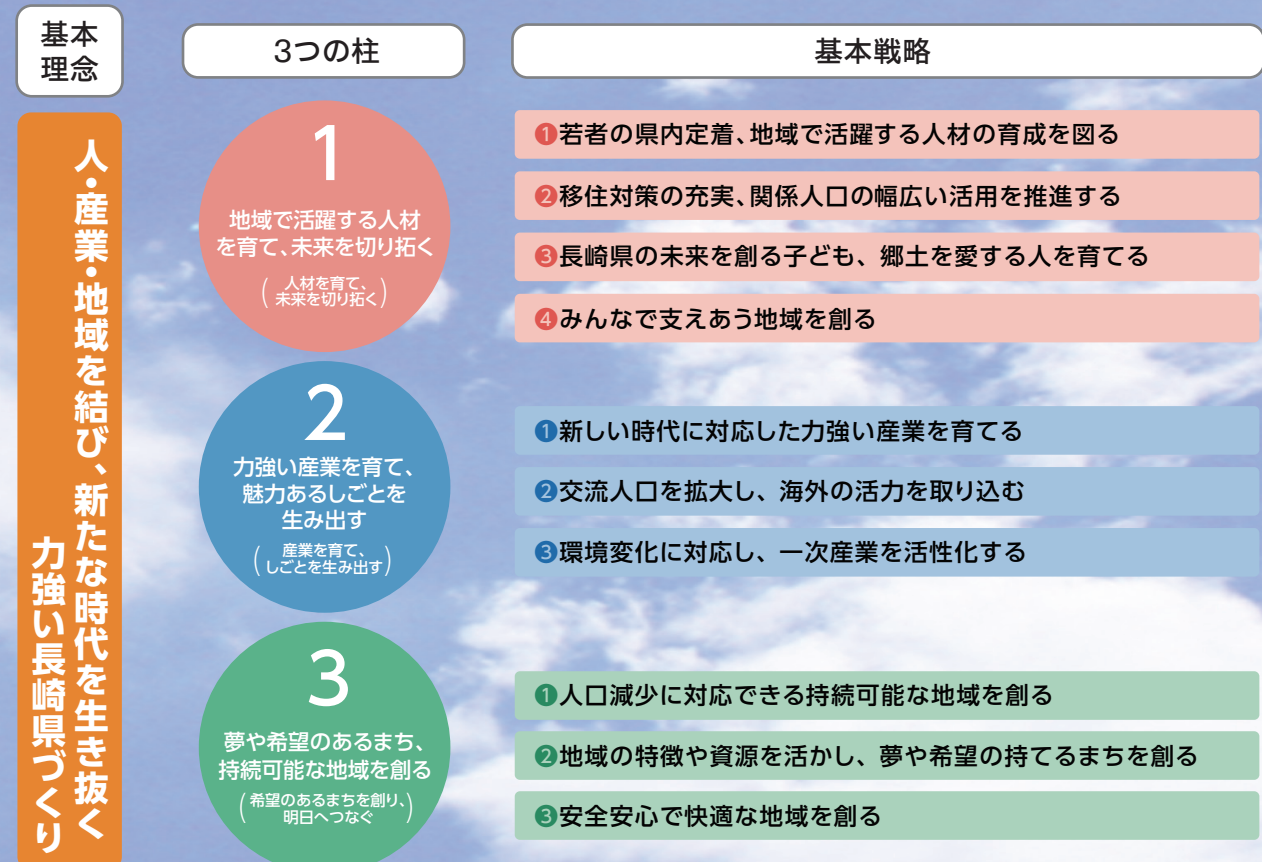 基本
理念
3つの柱
基本戦略
人・産業・地域を結び、新たな時代を生き抜く
力強い長崎県づくり
1
地域で活躍する人材
を育て、未来を切り拓く
(人材を育て、
未来を切り拓く)
❶若者の県内定着、地域で活躍する人材の育成を図る
❷移住対策の充実、関係人口の幅広い活用を推進する
❸長崎県の未来を創る子ども、郷土を愛する人を育てる
❹みんなで支えあう地域を創る
2
力強い産業を育て、
魅力あるしごとを
生み出す
(産業を育て、
しごとを生み出す)
❶新しい時代に対応した力強い産業を育てる
❷交流人口を拡大し、海外の活力を取り込む
❸環境変化に対応し、一次産業を活性化する
3
夢や希望のあるまち、
持続可能な地域を創る
(希望のあるまちを創り、
明日へつなぐ)
❶人口減少に対応できる持続可能な地域を創る
❷地域の特徴や資源を活かし、夢や希望の持てるまちを創る
❸安全安心で快適な地域を創る